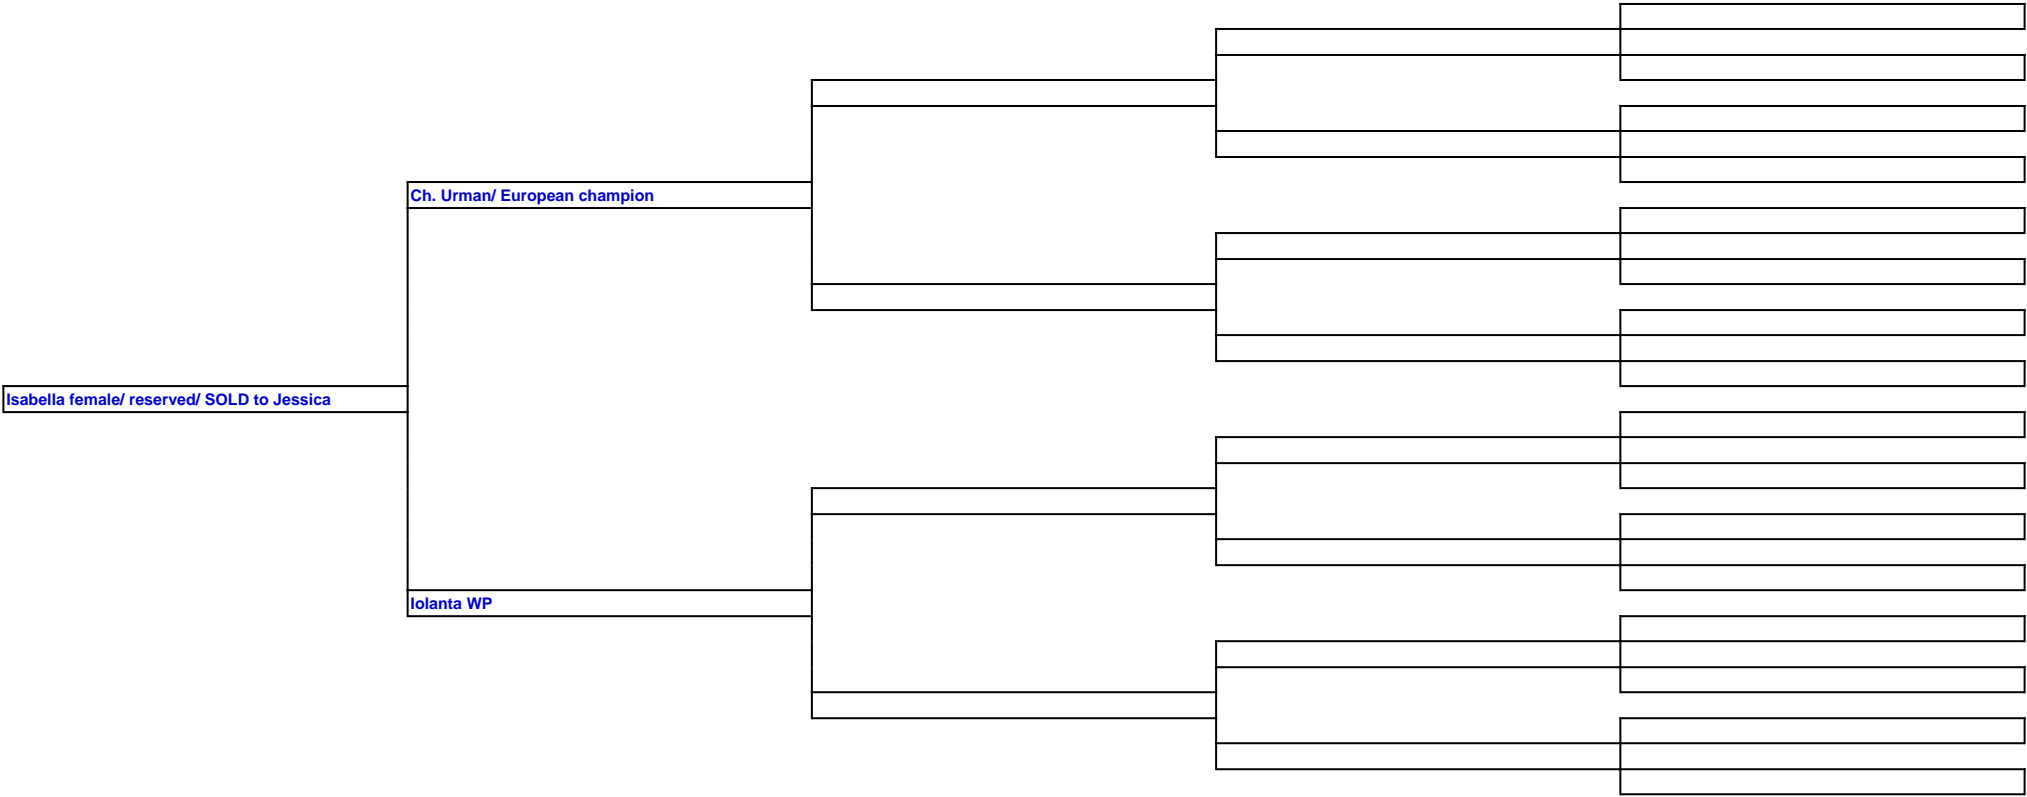 Ch. Urman/ European champion
Isabella female/ reserved/ SOLD to Jessica
Iolanta WP